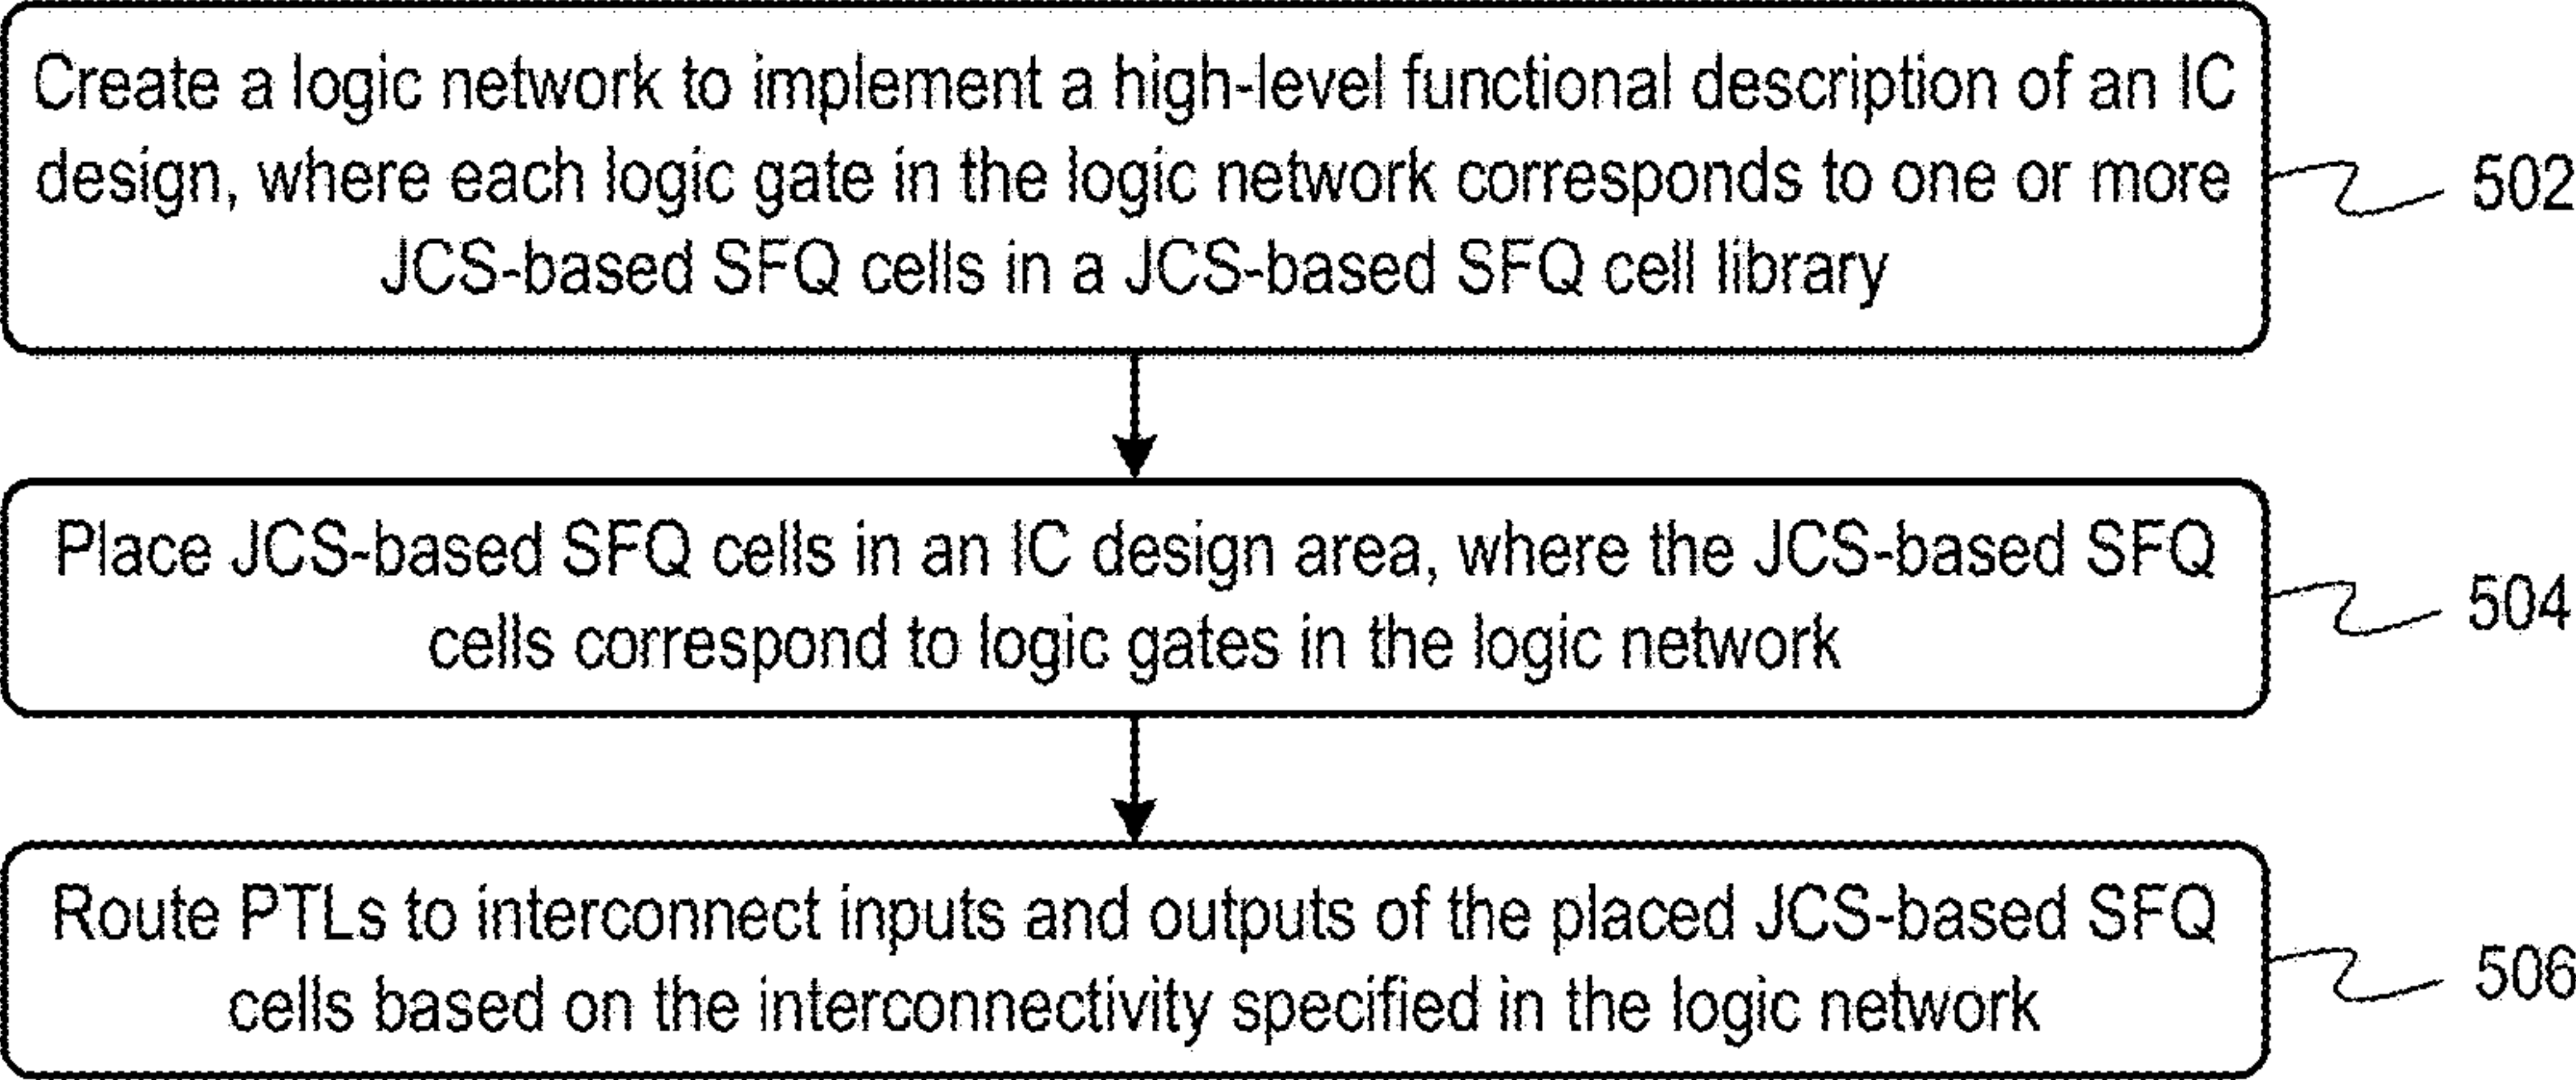 Create a logic network to implement a high-level functional description of an IC
design, where each logic gate in the logic network corresponds to one or more
JCS-based SFQ cells in a JCS-based SFQ cell library
502
Place JCS-based SFQ cells in an IC design area, where the JCS-based SFQ
cells correspond to logic gates in the logic network
504
Route PTLs to interconnect inputs and outputs of the placed JCS-based SFQ
cells based on the interconnectivity specified in the logic network
506